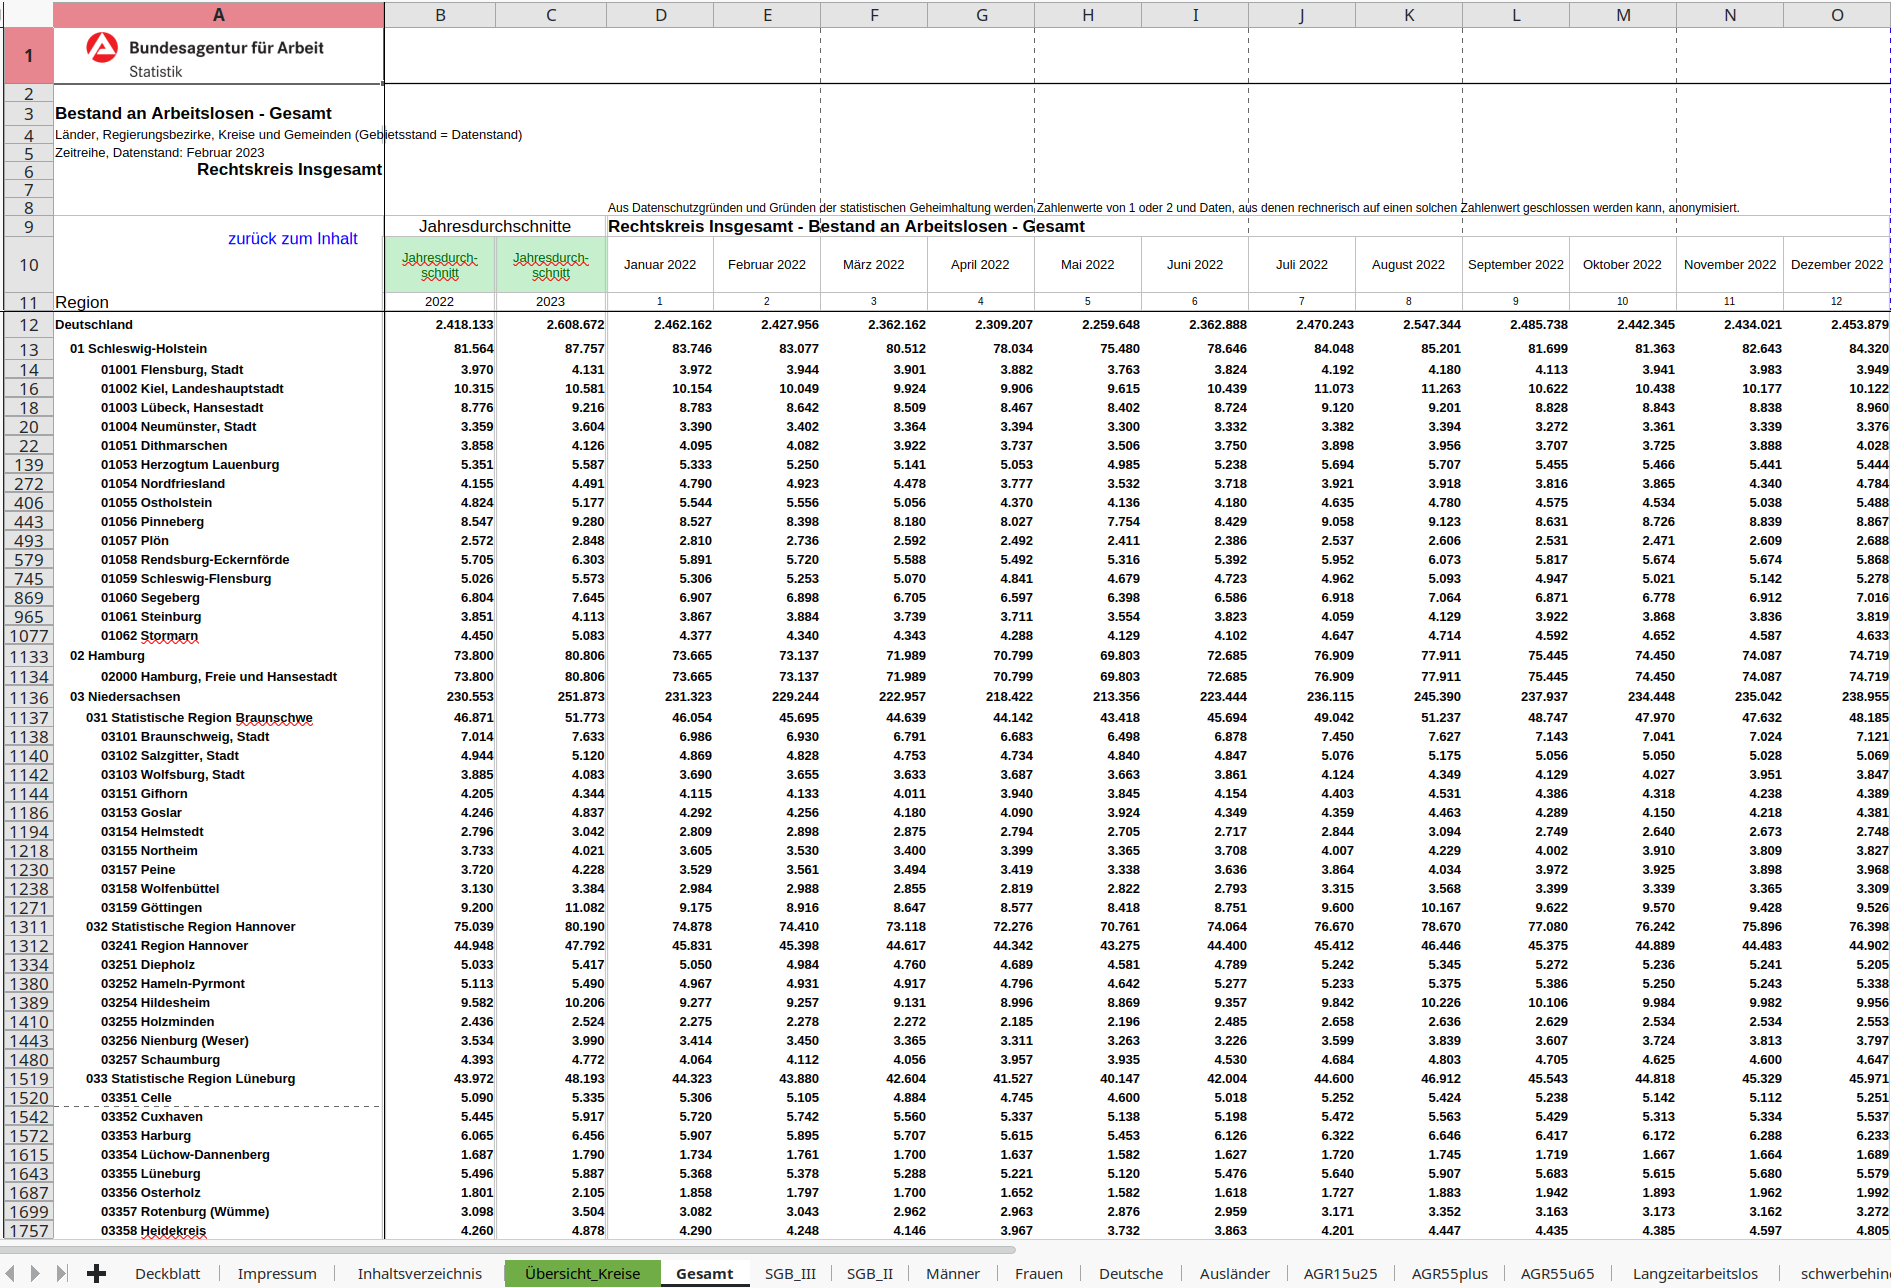 A B C D E F G H I J K L M N O
1 Bundesagentur für Arbeit
Statistik
2
3 Bestand an Arbeitslosen - Gesamt
4 Länder, Regierungsbezirke, Kreise und Gemeinden (Gebietsstand = Datenstand)
5 Zeitreihe, Datenstand: Februar 2023
6 Rechtskreis Insgesamt
7
8 Aus Datenschutzgründen und Gründen der statistischen Geheimhaltung werden Zahlenwerte von 1 oder 2 und Daten, aus denen rechnerisch auf einen solchen Zahlenwert geschlossen werden kann, anonymisiert.
9 Jahresdurchschnitte Rechtskreis Insgesamt - Bestand an Arbeitslosen - Gesamt
zurück zum Inhalt
10 Jahresdurch-schnitt Jahresdurch-schnitt Januar 2022 Februar 2022 März 2022 April 2022 Mai 2022 Juni 2022 Juli 2022 August 2022 September 2022 Oktober 2022 November 2022 Dezember 2022
11 Region 2022 2023 1 2 3 4 5 6 7 8 9 10 11 12
12 Deutschland 2.418.133 2.608.672 2.462.162 2.427.956 2.362.162 2.309.207 2.259.648 2.362.888 2.470.243 2.547.344 2.485.738 2.442.345 2.434.021 2.453.879
13 01 Schleswig-Holstein 81.564 87.757 83.746 83.077 80.512 78.034 75.480 78.646 84.048 85.201 81.699 81.363 82.643 84.320
14 01001 Flensburg, Stadt 3.970 4.131 3.972 3.944 3.901 3.882 3.763 3.824 4.192 4.180 4.113 3.941 3.983 3.949
16 01002 Kiel, Landeshauptstadt 10.315 10.581 10.154 10.049 9.924 9.906 9.615 10.439 11.073 11.263 10.622 10.438 10.177 10.122
18 01003 Lübeck, Hansestadt 8.776 9.216 8.783 8.642 8.509 8.467 8.402 8.724 9.120 9.201 8.828 8.843 8.838 8.960
20 01004 Neumünster, Stadt 3.359 3.604 3.390 3.402 3.364 3.394 3.300 3.332 3.382 3.394 3.272 3.361 3.339 3.376
22 01051 Dithmarschen 3.858 4.126 4.095 4.082 3.922 3.737 3.506 3.750 3.898 3.956 3.707 3.725 3.888 4.028
139 01053 Herzogtum Lauenburg 5.351 5.587 5.333 5.250 5.141 5.053 4.985 5.238 5.694 5.707 5.455 5.466 5.441 5.444
272 01054 Nordfriesland 4.155 4.491 4.790 4.923 4.478 3.777 3.532 3.718 3.921 3.918 3.816 3.865 4.340 4.784
406 01055 Ostholstein 4.824 5.177 5.544 5.556 5.056 4.370 4.136 4.180 4.635 4.780 4.575 4.534 5.038 5.488
443 01056 Pinneberg 8.547 9.280 8.527 8.398 8.180 8.027 7.754 8.429 9.058 9.123 8.631 8.726 8.839 8.867
493 01057 Plön 2.572 2.848 2.810 2.736 2.592 2.492 2.411 2.386 2.537 2.606 2.531 2.471 2.609 2.688
579 01058 Rendsburg-Eckernförde 5.705 6.303 5.891 5.720 5.588 5.492 5.316 5.392 5.952 6.073 5.817 5.674 5.674 5.868
745 01059 Schleswig-Flensburg 5.026 5.573 5.306 5.253 5.070 4.841 4.679 4.723 4.962 5.093 4.947 5.021 5.142 5.278
869 01060 Segeberg 6.804 7.645 6.907 6.898 6.705 6.597 6.398 6.586 6.918 7.064 6.871 6.778 6.912 7.016
965 01061 Steinburg 3.851 4.113 3.867 3.884 3.739 3.711 3.554 3.823 4.059 4.129 3.922 3.868 3.836 3.819
1077 01062 Stormarn 4.450 5.083 4.377 4.340 4.343 4.288 4.129 4.102 4.647 4.714 4.592 4.652 4.587 4.633
1133 02 Hamburg 73.800 80.806 73.665 73.137 71.989 70.799 69.803 72.685 76.909 77.911 75.445 74.450 74.087 74.719
1134 02000 Hamburg, Freie und Hansestadt 73.800 80.806 73.665 73.137 71.989 70.799 69.803 72.685 76.909 77.911 75.445 74.450 74.087 74.719
1136 03 Niedersachsen 230.553 251.873 231.323 229.244 222.957 218.422 213.356 223.444 236.115 245.390 237.937 234.448 235.042 238.955
1137 031 Statistische Region Braunschwe 46.871 51.773 46.054 45.695 44.639 44.142 43.418 45.694 49.042 51.237 48.747 47.970 47.632 48.185
1138 03101 Braunschweig, Stadt 7.014 7.633 6.986 6.930 6.791 6.683 6.498 6.878 7.450 7.627 7.143 7.041 7.024 7.121
1140 03102 Salzgitter, Stadt 4.944 5.120 4.869 4.828 4.753 4.734 4.840 4.847 5.076 5.175 5.056 5.050 5.028 5.069
1142 03103 Wolfsburg, Stadt 3.885 4.083 3.690 3.655 3.633 3.687 3.663 3.861 4.124 4.349 4.129 4.027 3.951 3.847
1144 03151 Gifhorn 4.205 4.344 4.115 4.133 4.011 3.940 3.845 4.154 4.403 4.531 4.386 4.318 4.238 4.389
1186 03153 Goslar 4.246 4.837 4.292 4.256 4.180 4.090 3.924 4.349 4.359 4.463 4.289 4.150 4.218 4.381
1194 03154 Helmstedt 2.796 3.042 2.809 2.898 2.875 2.794 2.705 2.717 2.844 3.094 2.749 2.640 2.673 2.748
1218 03155 Northeim 3.733 4.021 3.605 3.530 3.400 3.399 3.365 3.708 4.007 4.229 4.002 3.910 3.809 3.827
1230 03157 Peine 3.720 4.228 3.529 3.561 3.494 3.419 3.338 3.636 3.864 4.034 3.972 3.925 3.898 3.968
1238 03158 Wolfenbüttel 3.130 3.384 2.984 2.988 2.855 2.819 2.822 2.793 3.315 3.568 3.399 3.339 3.365 3.309
1271 03159 Göttingen 9.200 11.082 9.175 8.916 8.647 8.577 8.418 8.751 9.600 10.167 9.622 9.570 9.428 9.526
1311 032 Statistische Region Hannover 75.039 80.190 74.878 74.410 73.118 72.276 70.761 74.064 76.670 78.670 77.080 76.242 75.896 76.398
1312 03241 Region Hannover 44.948 47.792 45.831 45.398 44.617 44.342 43.275 44.400 45.412 46.446 45.375 44.889 44.483 44.902
1334 03251 Diepholz 5.033 5.417 5.050 4.984 4.760 4.689 4.581 4.789 5.242 5.345 5.272 5.236 5.241 5.205
1380 03252 Hameln-Pyrmont 5.113 5.490 4.967 4.931 4.917 4.796 4.642 5.277 5.233 5.375 5.386 5.250 5.243 5.338
1389 03254 Hildesheim 9.582 10.206 9.277 9.257 9.131 8.996 8.869 9.357 9.842 10.226 10.106 9.984 9.982 9.956
1410 03255 Holzminden 2.436 2.524 2.275 2.278 2.272 2.185 2.196 2.485 2.658 2.636 2.629 2.534 2.534 2.553
1443 03256 Nienburg (Weser) 3.534 3.990 3.414 3.450 3.365 3.311 3.263 3.226 3.599 3.839 3.607 3.724 3.813 3.797
1480 03257 Schaumburg 4.393 4.772 4.064 4.112 4.056 3.957 3.935 4.530 4.684 4.803 4.705 4.625 4.600 4.647
1519 033 Statistische Region Lüneburg 43.972 48.193 44.323 43.880 42.604 41.527 40.147 42.004 44.600 46.912 45.543 44.818 45.329 45.971
1520 03351 Celle 5.090 5.335 5.306 5.105 4.884 4.745 4.600 5.018 5.252 5.424 5.238 5.142 5.112 5.251
1542 03352 Cuxhaven 5.445 5.917 5.720 5.742 5.560 5.337 5.138 5.198 5.472 5.563 5.429 5.313 5.334 5.537
1572 03353 Harburg 6.065 6.456 5.907 5.895 5.707 5.615 5.453 6.126 6.322 6.646 6.417 6.172 6.288 6.233
1615 03354 Lüchow-Dannenberg 1.687 1.790 1.734 1.761 1.700 1.637 1.582 1.627 1.720 1.745 1.719 1.667 1.664 1.689
1643 03355 Lüneburg 5.496 5.887 5.368 5.378 5.288 5.221 5.120 5.476 5.640 5.907 5.683 5.615 5.680 5.579
1687 03356 Osterholz 1.801 2.105 1.858 1.797 1.700 1.652 1.582 1.618 1.727 1.883 1.942 1.893 1.962 1.992
1699 03357 Rotenburg (Wümme) 3.098 3.504 3.082 3.043 2.962 2.963 2.876 2.959 3.171 3.352 3.163 3.173 3.162 3.272
1757 03358 Heidekreis 4.260 4.878 4.290 4.248 4.146 3.967 3.732 3.863 4.201 4.447 4.435 4.385 4.597 4.805
Deckblatt Impressum Inhaltsverzeichnis Übersicht_Kreise Gesamt SGB_III SGB_II Männer Frauen Deutsche Ausländer AGR15u25 AGR55plus AGR55u65 Langzeitarbeitslos schwerbehin